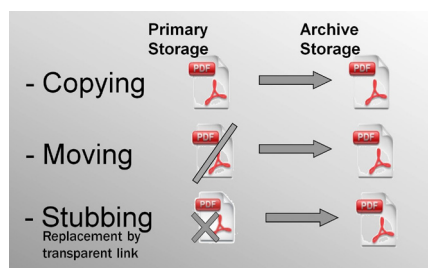 Primary
Storage
Archive
Storage
- Copying
PDF
PDF
- Moving
PDF
PDF
- Stubbing
Replacement by
transparent link
PDF
PDF